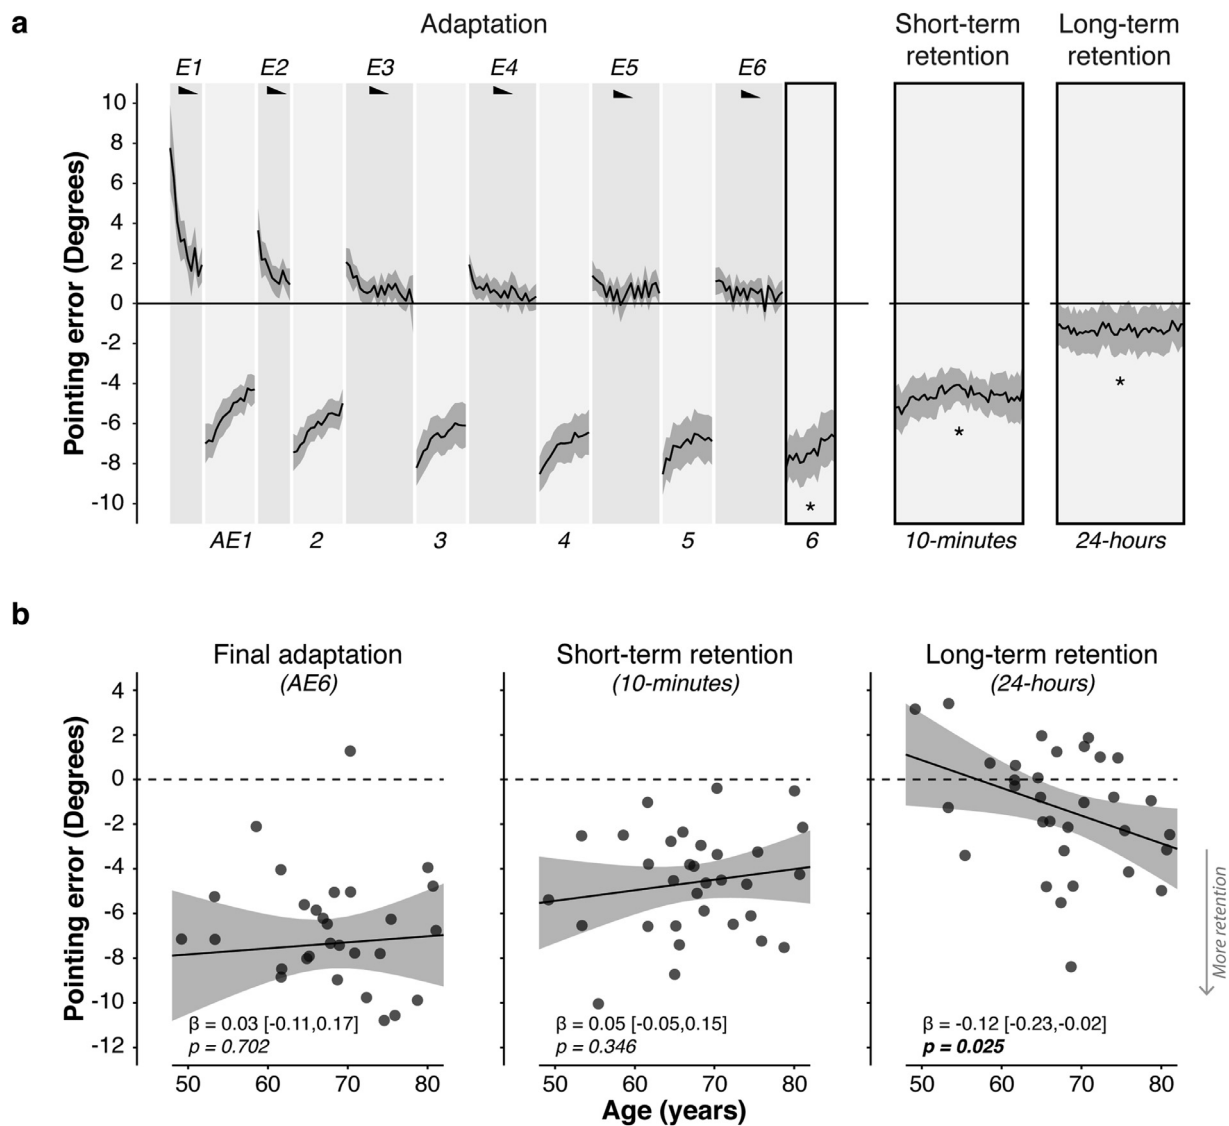 a
Adaptation
Short-term
retention
Long-term
retention
E1 E2 E3 E4 E5 E6
Pointing error (Degrees)
10
8
6
4
2
0
-2
-4
-6
-8
-10
* * *
AE1 2 3 4 5 6 10-minutes 24-hours
b
Final adaptation
(AE6)
Short-term retention
(10-minutes)
Long-term retention
(24-hours)
Pointing error (Degrees)
4
2
0
-2
-4
-6
-8
-10
-12
More retention
β = 0.03 [-0.11,0.17]
p = 0.702
β = 0.05 [-0.05,0.15]
p = 0.346
β = -0.12 [-0.23,-0.02]
p = 0.025
50 60 70 80 50 60 70 80 50 60 70 80
Age (years)